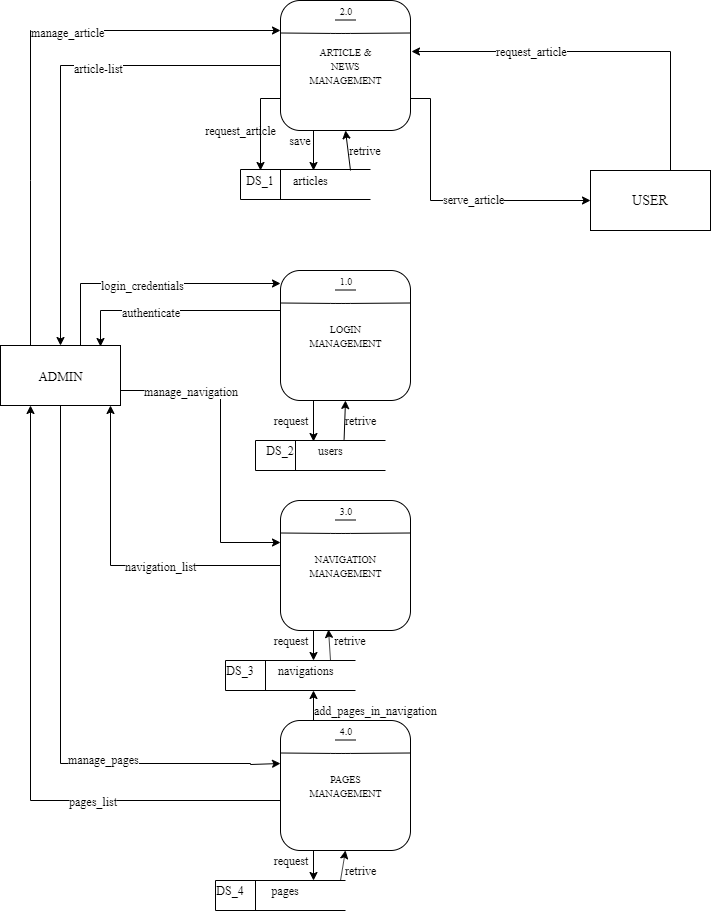 2.0
manage_article
ARTICLE &
NEWS
MANAGEMENT
request_article
article-list
request_article
save
retrive
DS_1
articles
serve_article
USER
1.0
login_credentials
authenticate
LOGIN
MANAGEMENT
ADMIN
manage_navigation
request
retrive
DS_2
users
3.0
NAVIGATION
MANAGEMENT
navigation_list
request
retrive
DS_3
navigations
add_pages_in_navigation
4.0
manage_pages
PAGES
MANAGEMENT
pages_list
request
retrive
DS_4
pages